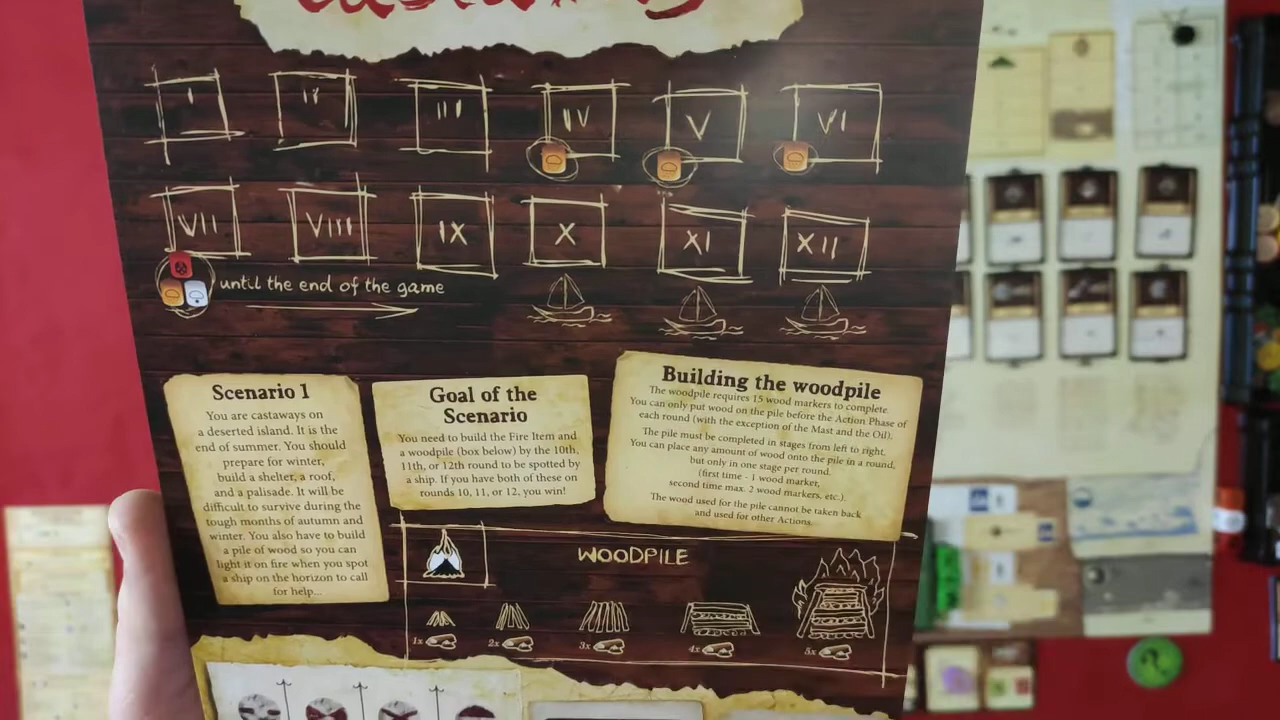 I II III IV V VI
VII VIII IX X XI XII
until the end of the game
Scenario 1
You are castaways on
a deserted island. It is the
end of summer. You should
prepare for winter,
build a shelter, a roof,
and a palisade. It will be
difficult to survive during the
tough months of autumn and
winter. You also have to build
a pile of wood so you can
light it on fire when you spot
a ship on the horizon to call
for help...
Goal of the
Scenario
You need to build the Fire Item and
a woodpile (box below) by the 10th,
11th, or 12th round to be spotted by
a ship. If you have both of these on
rounds 10, 11, or 12, you win!
Building the woodpile
The woodpile requires 15 wood markers to complete.
You can only put wood on the pile before the Action Phase of
each round (with the exception of the Mast and the Oil).
The pile must be completed in stages from left to right.
You can place any amount of wood onto the pile in a round,
but only in one stage per round.
(first time - 1 wood marker,
second time max. 2 wood markers, etc.).
The wood used for the pile cannot be taken back
and used for other Actions.
WOODPILE
1x 2x 3x 4x 5x